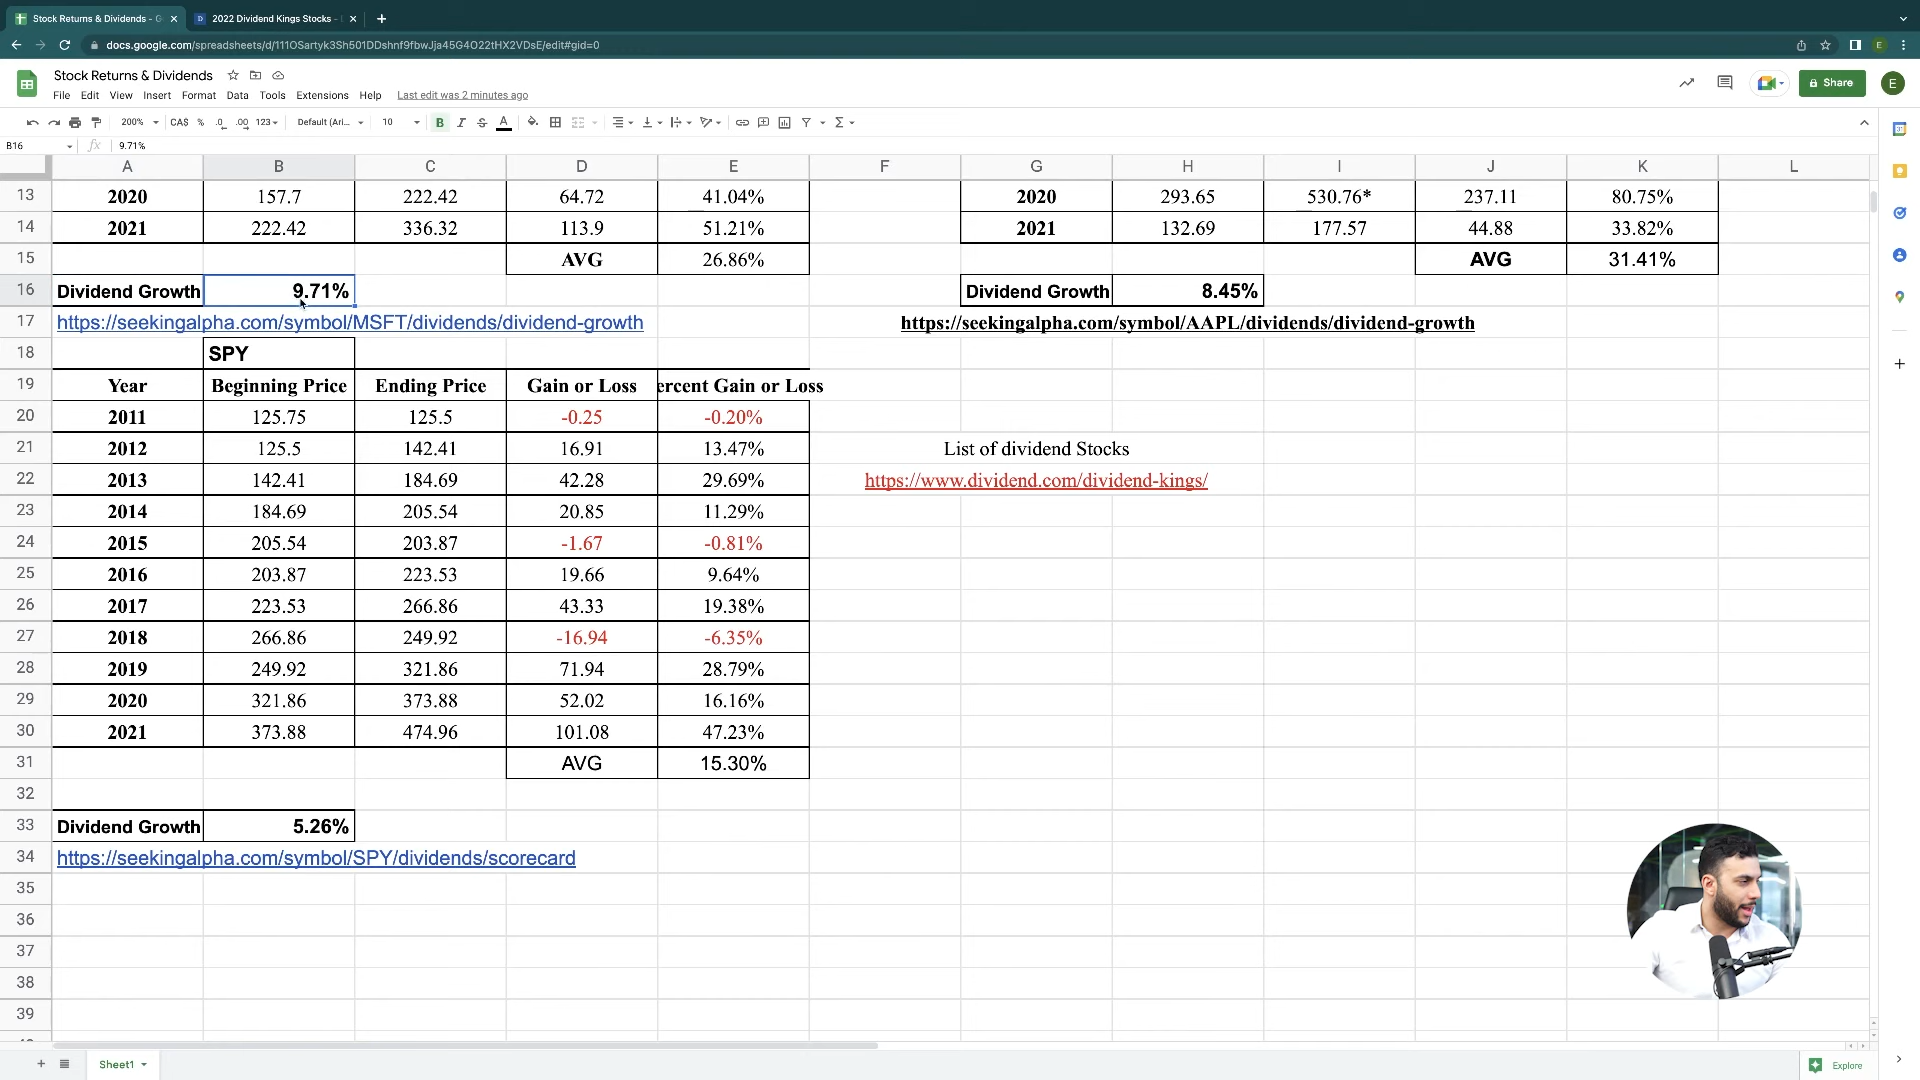 Stock Returns & Dividends - G
2022 Dividend Kings Stocks -
docs.google.com/spreadsheets/d/111OSartyk3Sh501DDshnf9fbwJja45G4O22tHX2VDsE/edit#gid=0
E
Stock Returns & Dividends
File Edit View Insert Format Data Tools Extensions Help Last edit was 2 minutes ago
Share
E
200% CA$ % .0 .00 123 Default (Ari... 10 B I S A
B16 fx 9.71%
A B C D E F G H I J K L
13 2020 157.7 222.42 64.72 41.04% 2020 293.65 530.76* 237.11 80.75%
14 2021 222.42 336.32 113.9 51.21% 2021 132.69 177.57 44.88 33.82%
15 AVG 26.86% AVG 31.41%
16 Dividend Growth 9.71% Dividend Growth 8.45%
17 https://seekingalpha.com/symbol/MSFT/dividends/dividend-growth https://seekingalpha.com/symbol/AAPL/dividends/dividend-growth
18 SPY
19 Year Beginning Price Ending Price Gain or Loss ercent Gain or Loss
20 2011 125.75 125.5 -0.25 -0.20%
21 2012 125.5 142.41 16.91 13.47% List of dividend Stocks
22 2013 142.41 184.69 42.28 29.69% https://www.dividend.com/dividend-kings/
23 2014 184.69 205.54 20.85 11.29%
24 2015 205.54 203.87 -1.67 -0.81%
25 2016 203.87 223.53 19.66 9.64%
26 2017 223.53 266.86 43.33 19.38%
27 2018 266.86 249.92 -16.94 -6.35%
28 2019 249.92 321.86 71.94 28.79%
29 2020 321.86 373.88 52.02 16.16%
30 2021 373.88 474.96 101.08 47.23%
31 AVG 15.30%
32
33 Dividend Growth 5.26%
34 https://seekingalpha.com/symbol/SPY/dividends/scorecard
35
36
37
38
39
Sheet1
Explore